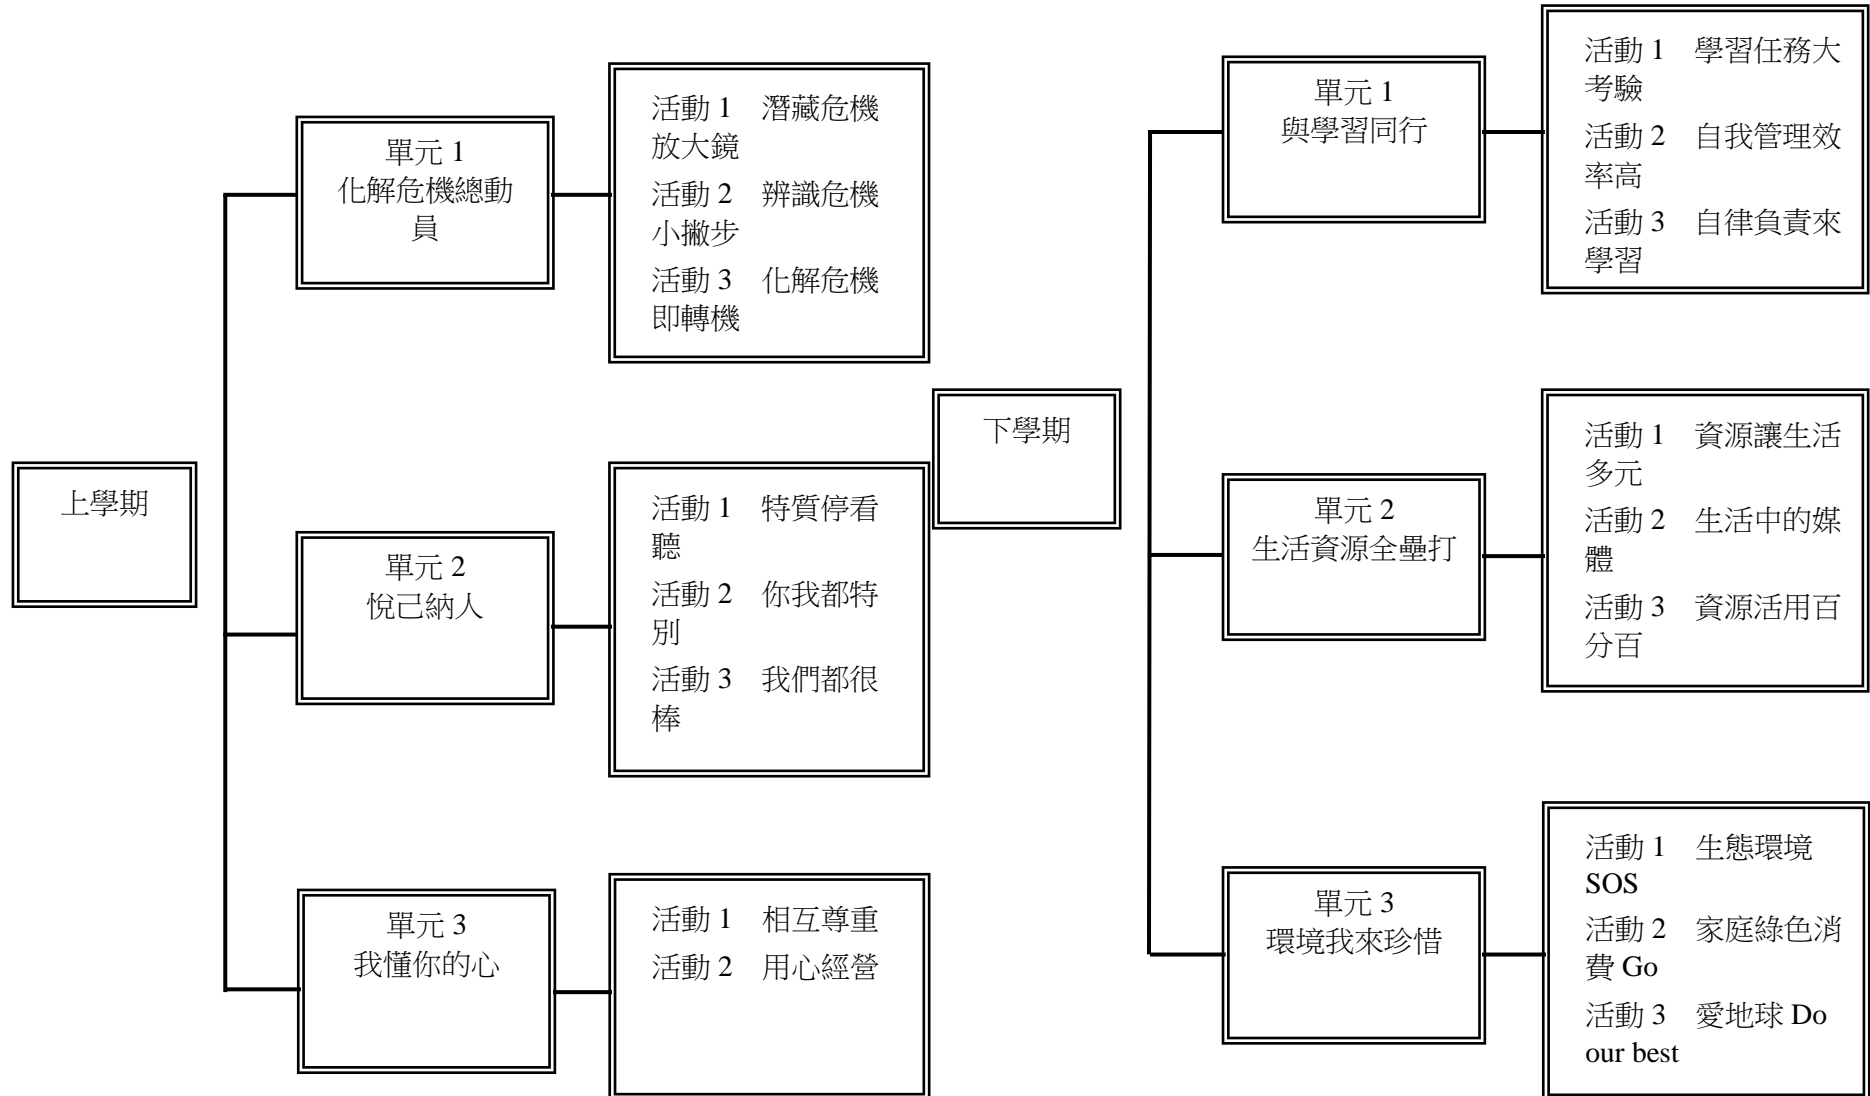 上學期
單元 1
化解危機總動
員
活動 1　潛藏危機
放大鏡
活動 2　辨識危機
小撇步
活動 3　化解危機
即轉機
單元 2
悅己納人
活動 1　特質停看
聽
活動 2　你我都特
別
活動 3　我們都很
棒
單元 3
我懂你的心
活動 1　相互尊重
活動 2　用心經營
下學期
單元 1
與學習同行
活動 1　學習任務大
考驗
活動 2　自我管理效
率高
活動 3　自律負責來
學習
單元 2
生活資源全壘打
活動 1　資源讓生活
多元
活動 2　生活中的媒
體
活動 3　資源活用百
分百
單元 3
環境我來珍惜
活動 1　生態環境
SOS
活動 2　家庭綠色消
費 Go
活動 3　愛地球 Do
our best